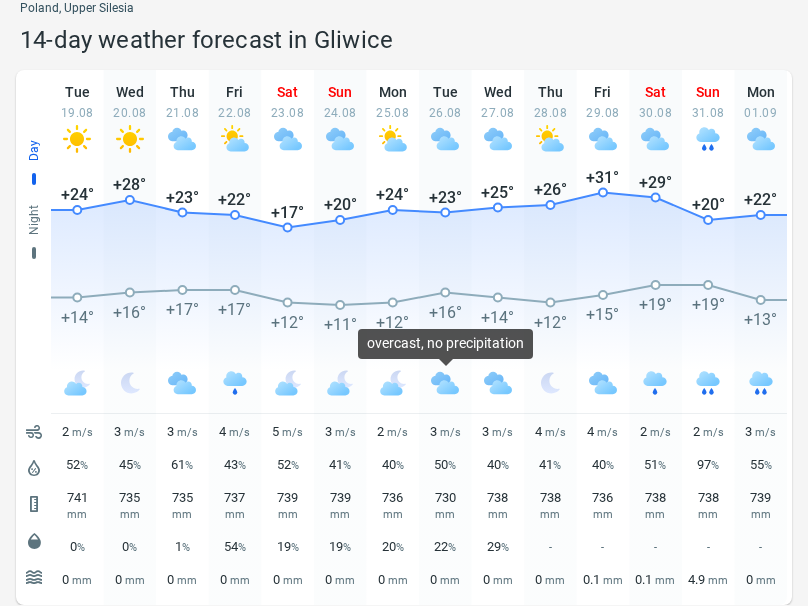 Poland, Upper Silesia
14-day weather forecast in Gliwice
Tue Wed Thu Fri Sat Sun Mon Tue Wed Thu Fri Sat Sun Mon
19.08 20.08 21.08 22.08 23.08 24.08 25.08 26.08 27.08 28.08 29.08 30.08 31.08 01.09
Day
+24° +28° +23° +22° +17° +20° +24° +23° +25° +26° +31° +29° +20° +22°
Night
+14° +16° +17° +17° +12° +11° +12° +16° +14° +12° +15° +19° +19° +13°
overcast, no precipitation
2 m/s 3 m/s 3 m/s 4 m/s 5 m/s 3 m/s 2 m/s 3 m/s 3 m/s 4 m/s 4 m/s 2 m/s 2 m/s 3 m/s
52% 45% 61% 43% 52% 41% 40% 50% 40% 41% 40% 51% 97% 55%
741 735 735 737 739 739 736 730 738 738 736 738 738 739
mm mm mm mm mm mm mm mm mm mm mm mm mm mm
0% 0% 1% 54% 19% 19% 20% 22% 29% - - - - -
0 mm 0 mm 0 mm 0 mm 0 mm 0 mm 0 mm 0 mm 0 mm 0 mm 0.1 mm 0.1 mm 4.9 mm 0 mm